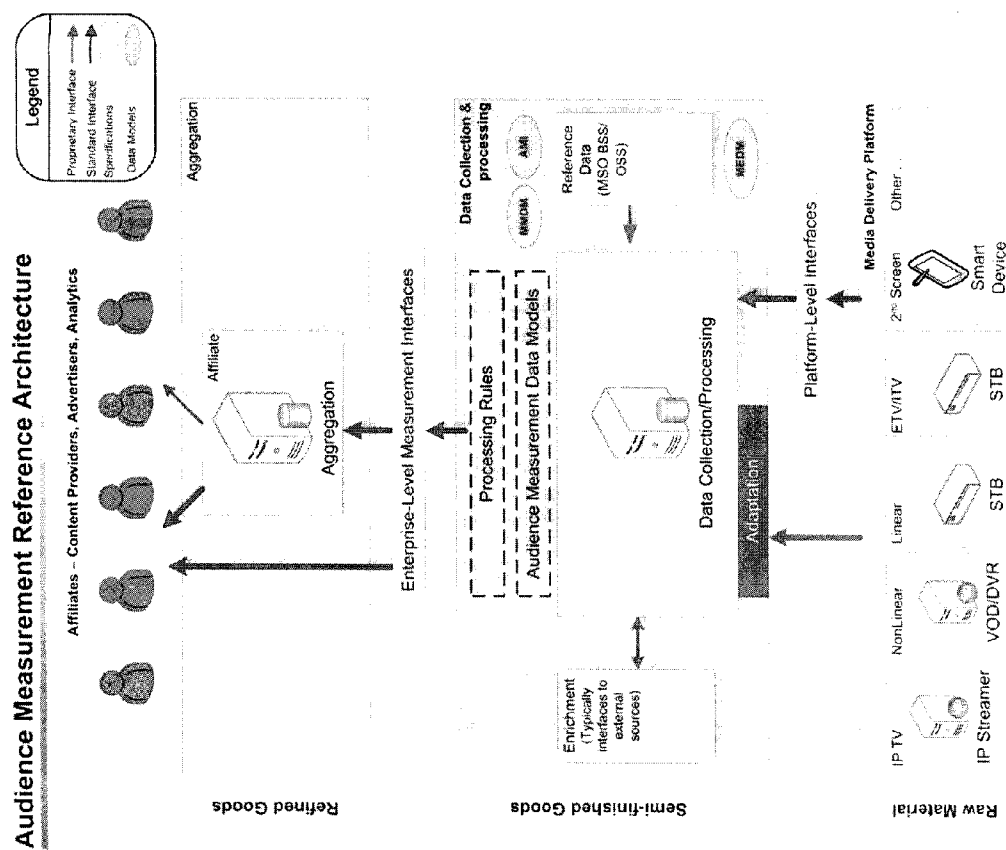 Audience Measurement Reference Architecture
Legend
Proprietary Interface
Standard Interface
Specifications
Data Models
Affiliates – Content Providers, Advertisers, Analytics
Refined Goods
Aggregation
Affiliate
Aggregation
Enterprise-Level Measurement Interfaces
Semi-finished Goods
Data Collection &
processing
Processing Rules
MMDM
AMI
Audience Measurement Data Models
Enrichment
(Typically
interfaces to
external
sources)
Data Collection/Processing
Reference
Data
(MSO BSS/
OSS)
MEDM
Adaptation
Platform-Level Interfaces
Media Delivery Platform
Raw Material
IP TV
NonLinear
Linear
ETV/ITV
2nd Screen
Other...
IP Streamer
VOD/DVR
STB
STB
Smart
Device